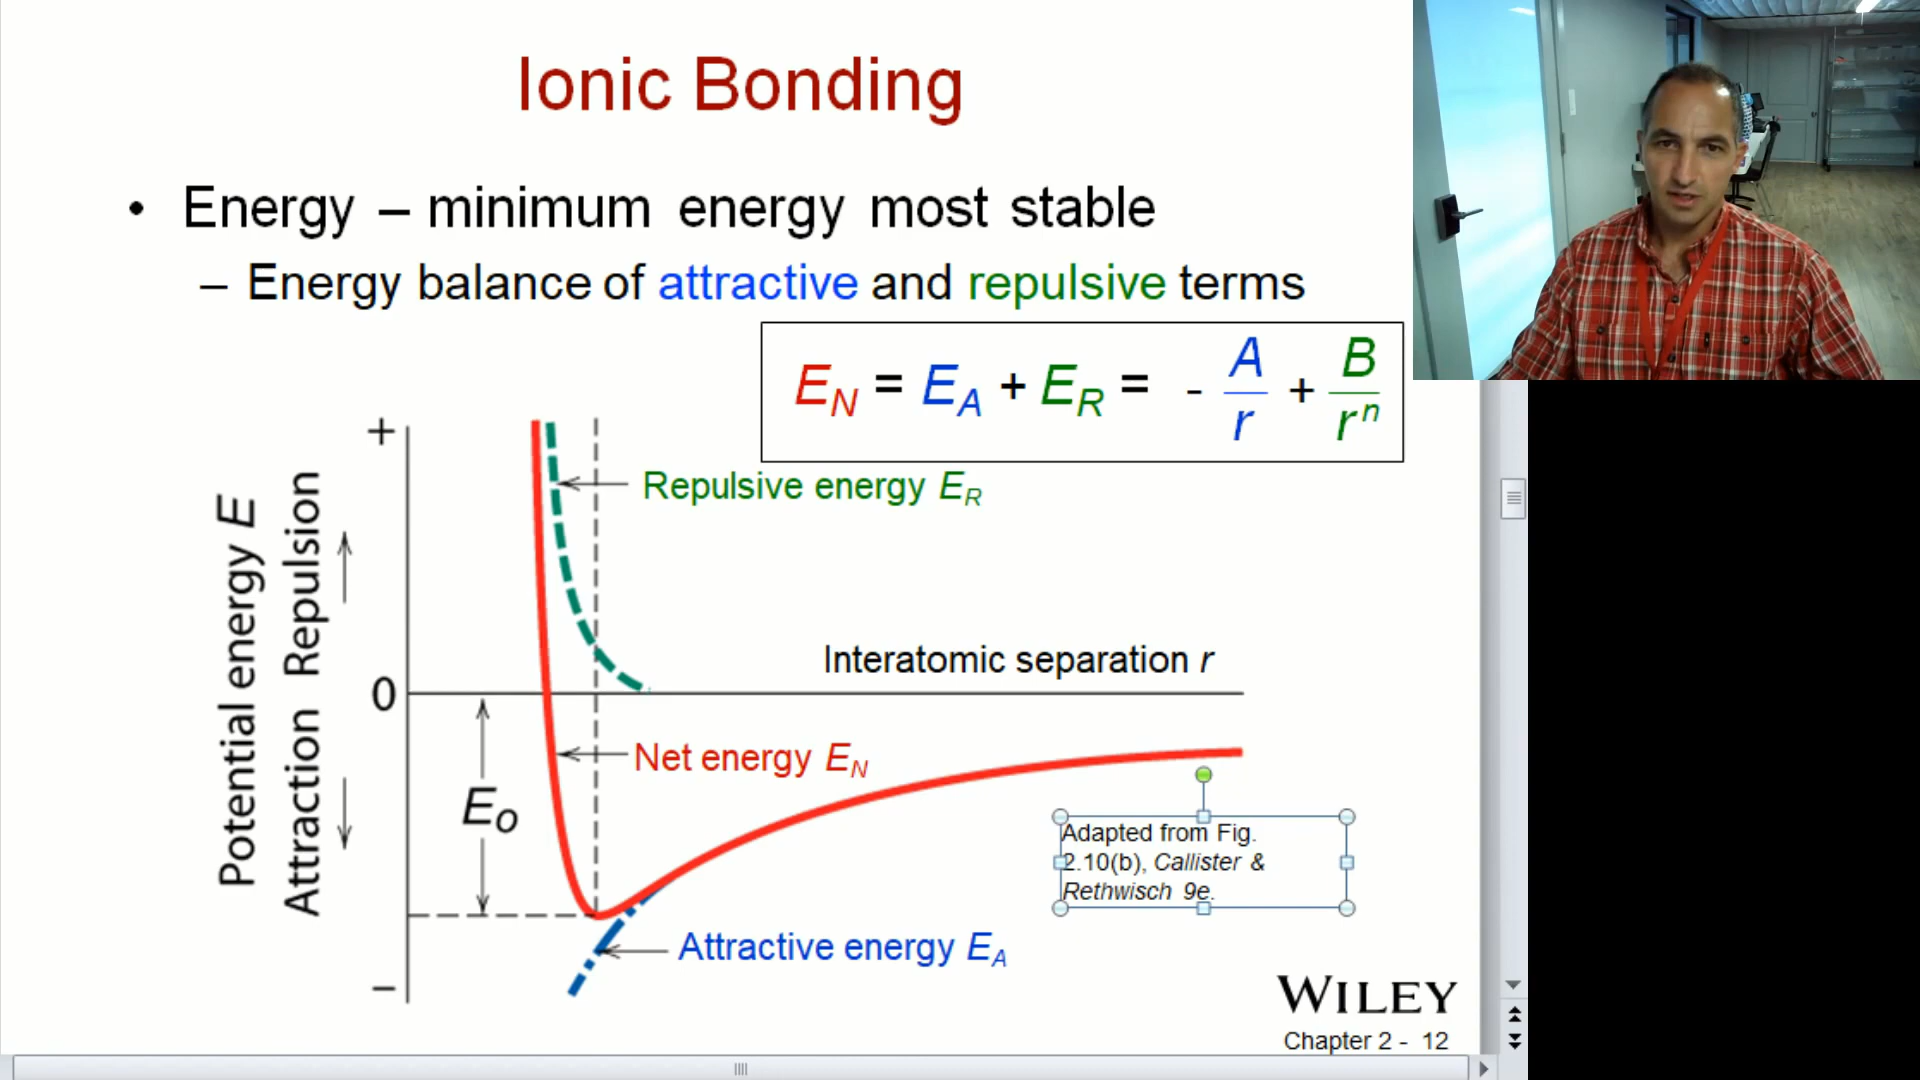 Ionic Bonding
• Energy – minimum energy most stable
– Energy balance of attractive and repulsive terms
E_N = E_A + E_R = - A/r + B/r^n
+
Repulsive energy E_R
Potential energy E
Attraction Repulsion
Interatomic separation r
0
Net energy E_N
E_o
Adapted from Fig.
2.10(b), Callister &
Rethwisch 9e.
Attractive energy E_A
–
WILEY
Chapter 2 - 12